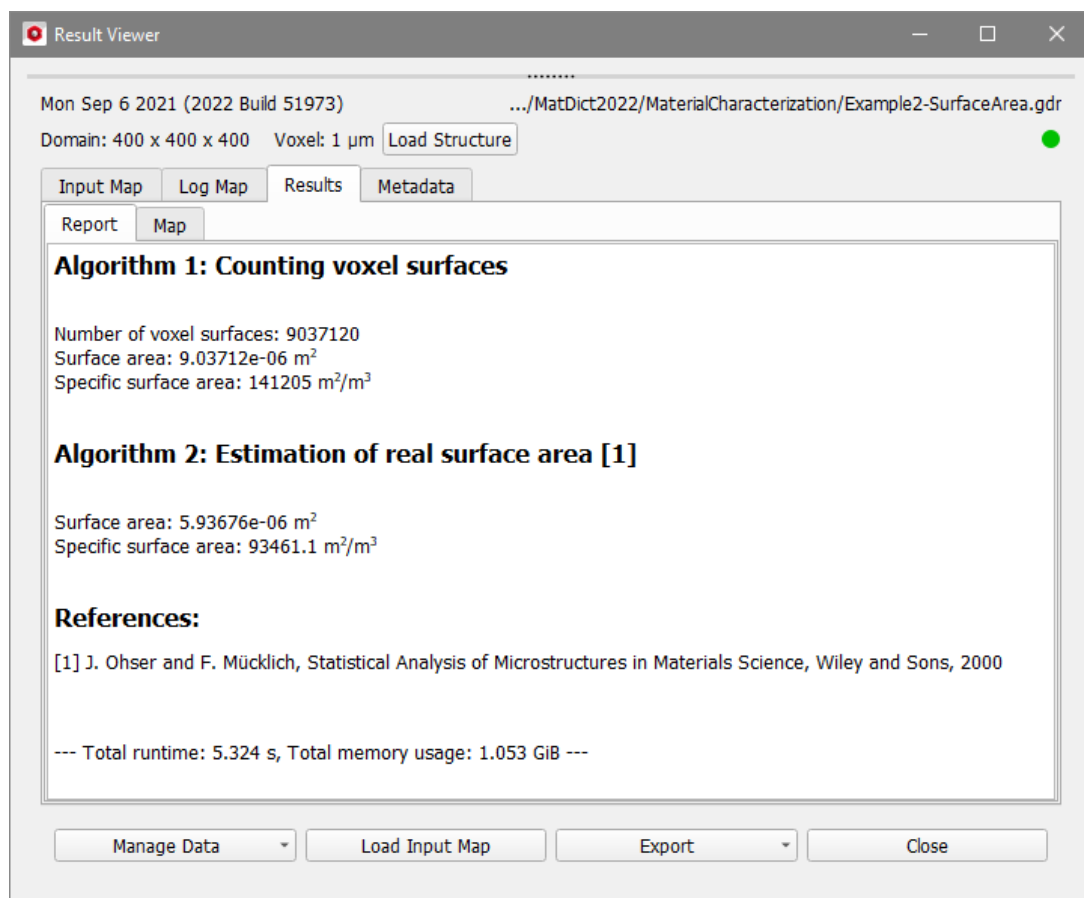 Result Viewer
Mon Sep 6 2021 (2022 Build 51973) .../MatDict2022/MaterialCharacterization/Example2-SurfaceArea.gdr
Domain: 400 x 400 x 400 Voxel: 1 µm Load Structure
Input Map Log Map Results Metadata
Report Map
Algorithm 1: Counting voxel surfaces
Number of voxel surfaces: 9037120
Surface area: 9.03712e-06 m²
Specific surface area: 141205 m²/m³
Algorithm 2: Estimation of real surface area [1]
Surface area: 5.93676e-06 m²
Specific surface area: 93461.1 m²/m³
References:
[1] J. Ohser and F. Mücklich, Statistical Analysis of Microstructures in Materials Science, Wiley and Sons, 2000
--- Total runtime: 5.324 s, Total memory usage: 1.053 GiB ---
Manage Data Load Input Map Export Close